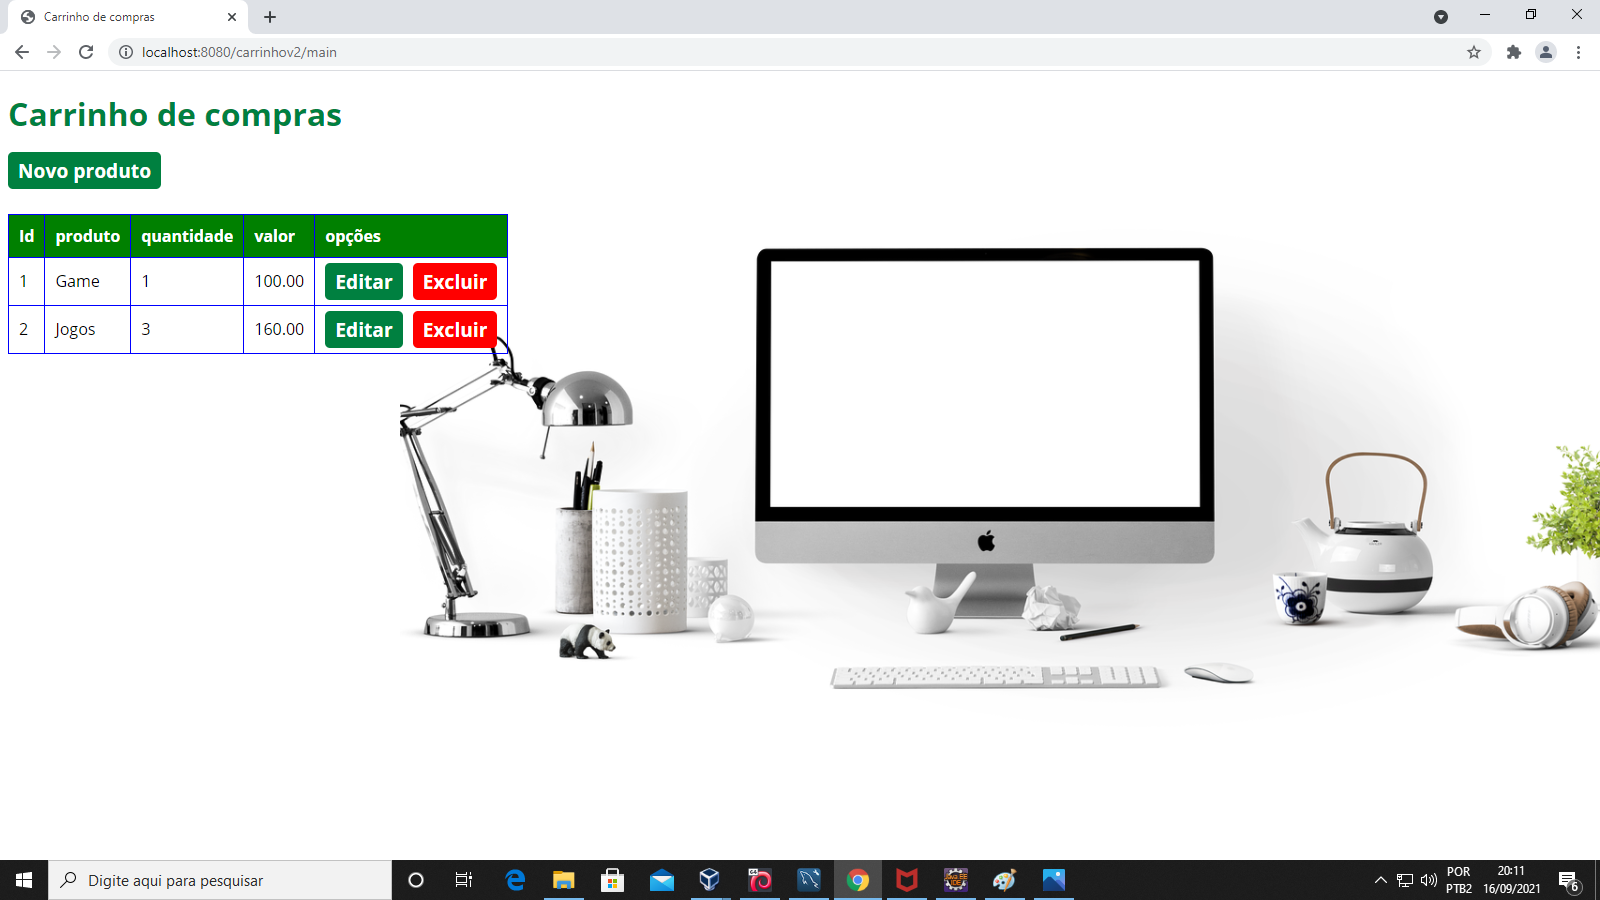 Carrinho de compras
localhost:8080/carrinhov2/main
Carrinho de compras
Novo produto
Id produto quantidade valor opções
1 Game 1 100.00 Editar Excluir
2 Jogos 3 160.00 Editar Excluir
Digite aqui para pesquisar
POR 20:11
PTB2 16/09/2021
6